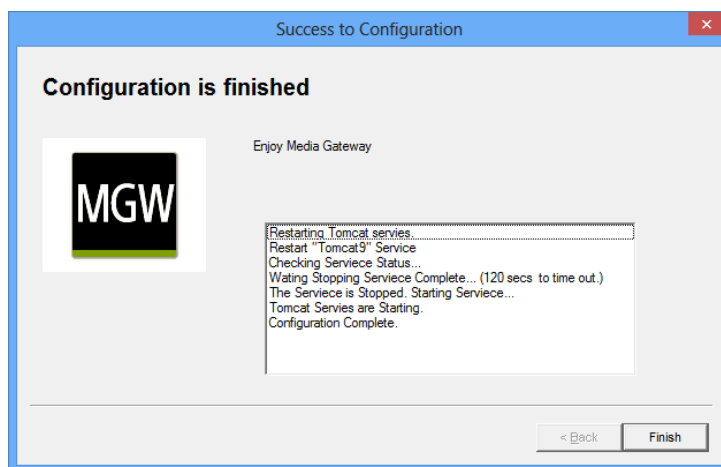 Success to Configuration
Configuration is finished
MGW
Enjoy Media Gateway
Restarting Tomcat servies.
Restart "Tomcat9" Service
Checking Serviece Status...
Wating Stopping Serviece Complete... (120 secs to time out.)
The Serviece is Stopped. Starting Serviece...
Tomcat Servies are Starting.
Configuration Complete.
< Back
Finish